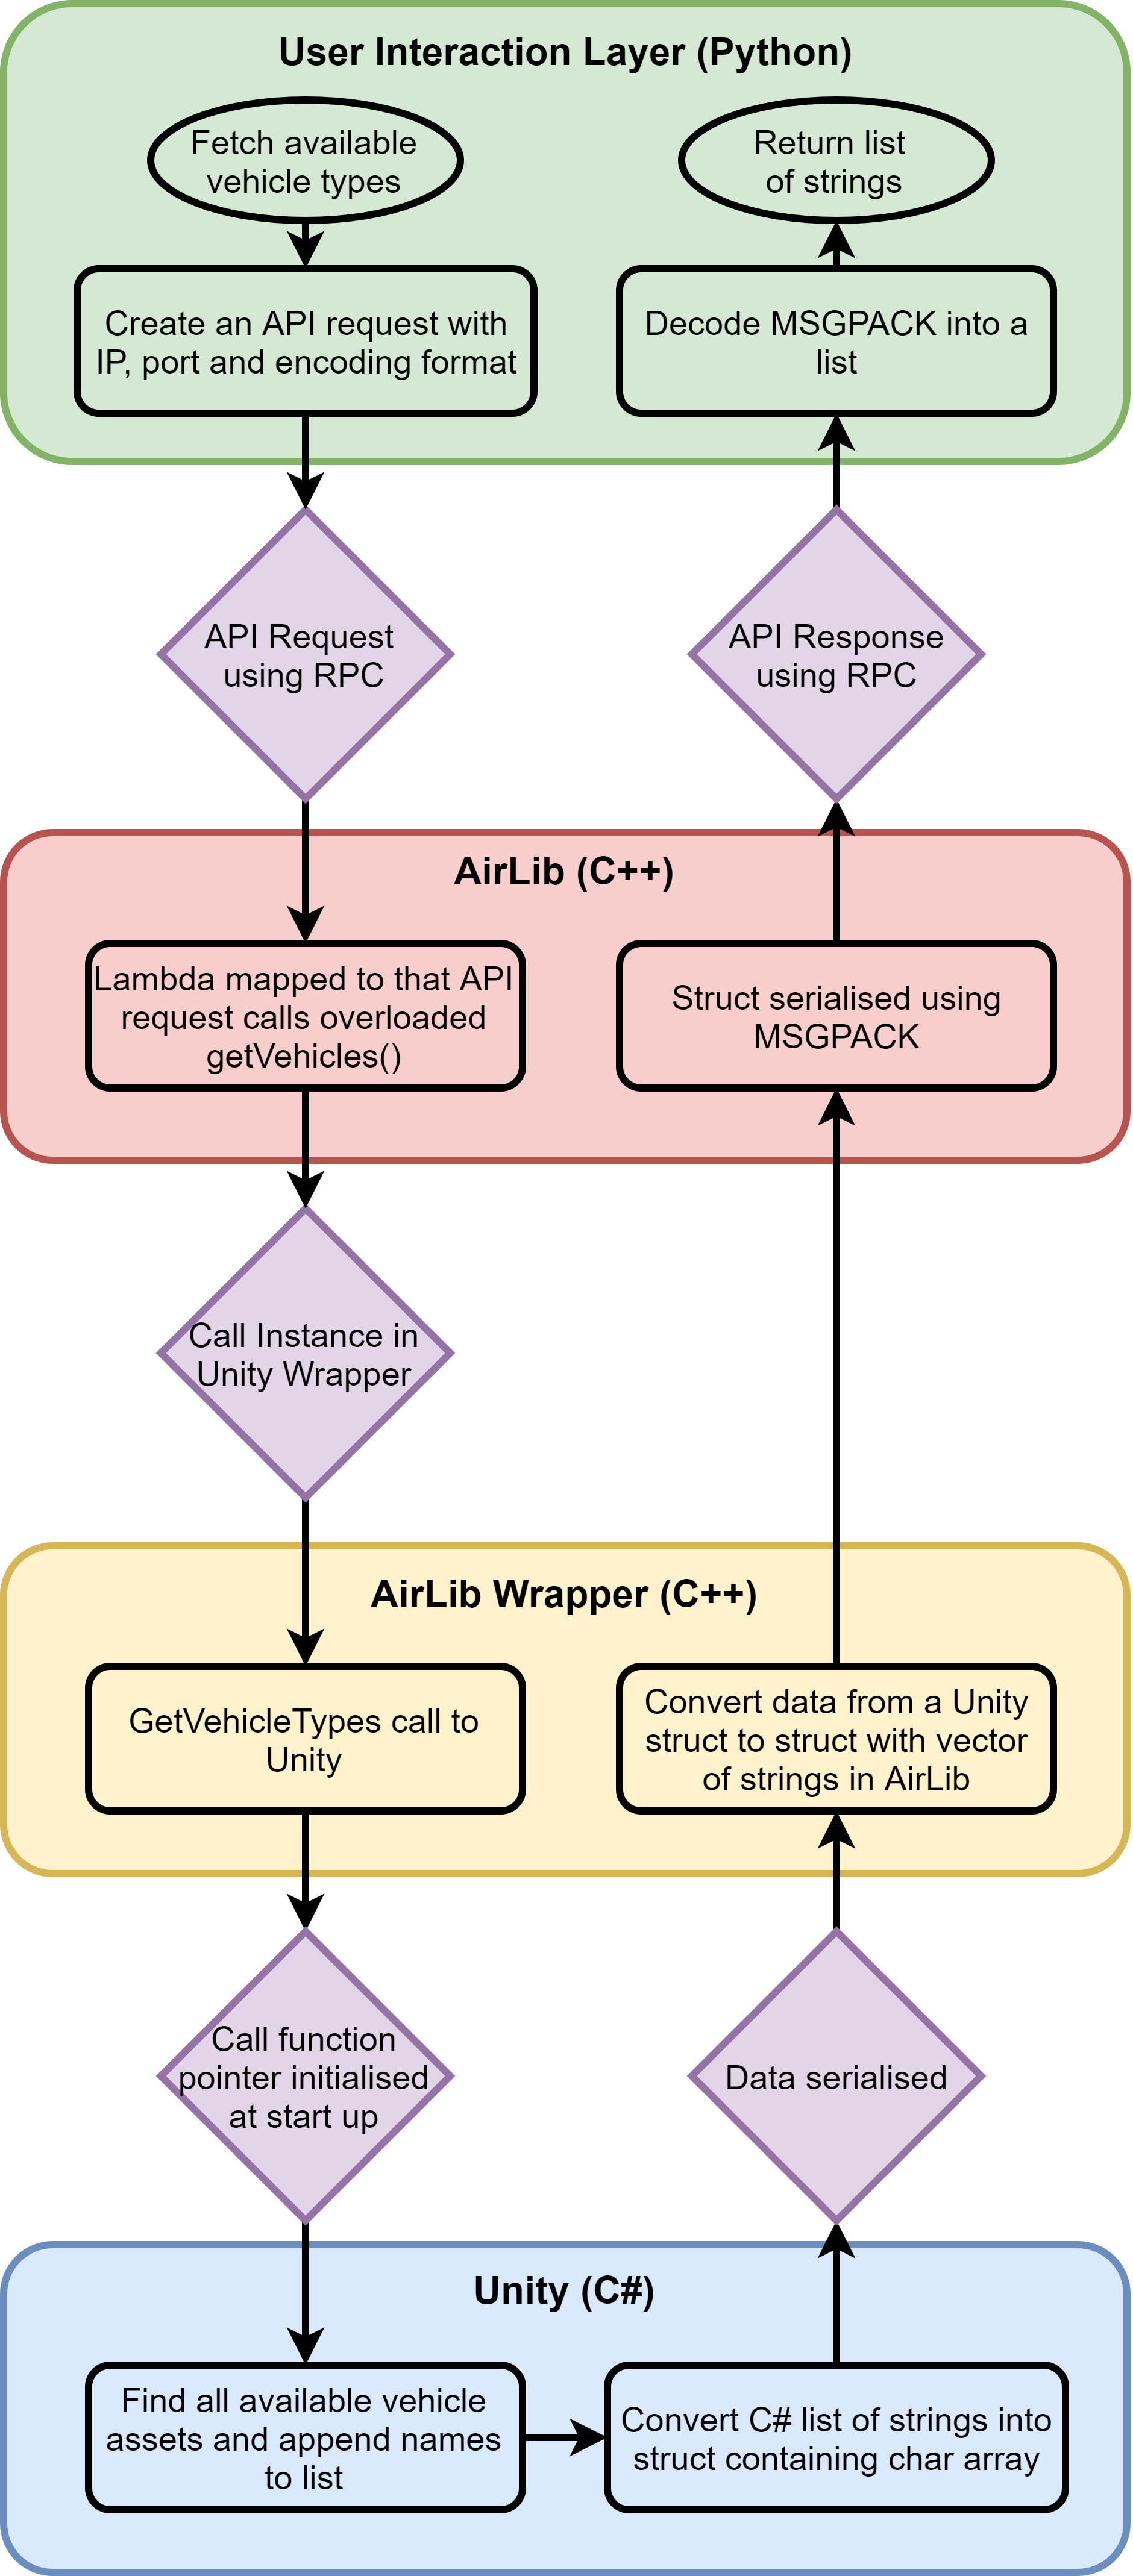 User Interaction Layer (Python)
Fetch available
vehicle types
Return list
of strings
Create an API request with
IP, port and encoding format
Decode MSGPACK into a
list
API Request
using RPC
API Response
using RPC
AirLib (C++)
Lambda mapped to that API
request calls overloaded
getVehicles()
Struct serialised using
MSGPACK
Call Instance in
Unity Wrapper
AirLib Wrapper (C++)
GetVehicleTypes call to
Unity
Convert data from a Unity
struct to struct with vector
of strings in AirLib
Call function
pointer initialised
at start up
Data serialised
Unity (C#)
Find all available vehicle
assets and append names
to list
Convert C# list of strings into
struct containing char array